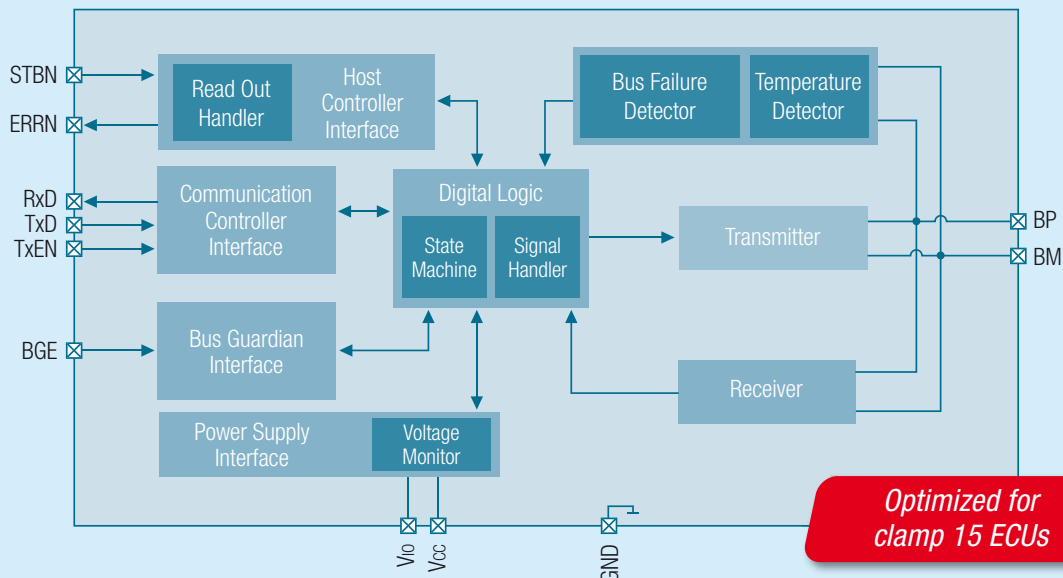 STBN
ERRN
RxD
TxD
TxEN
BGE
Read Out
Handler
Host
Controller
Interface
Bus Failure
Detector
Temperature
Detector
Communication
Controller
Interface
Digital Logic
State
Machine
Signal
Handler
Transmitter
BP
BM
Bus Guardian
Interface
Receiver
Power Supply
Interface
Voltage
Monitor
VIO
VCC
GND
Optimized for
clamp 15 ECUs